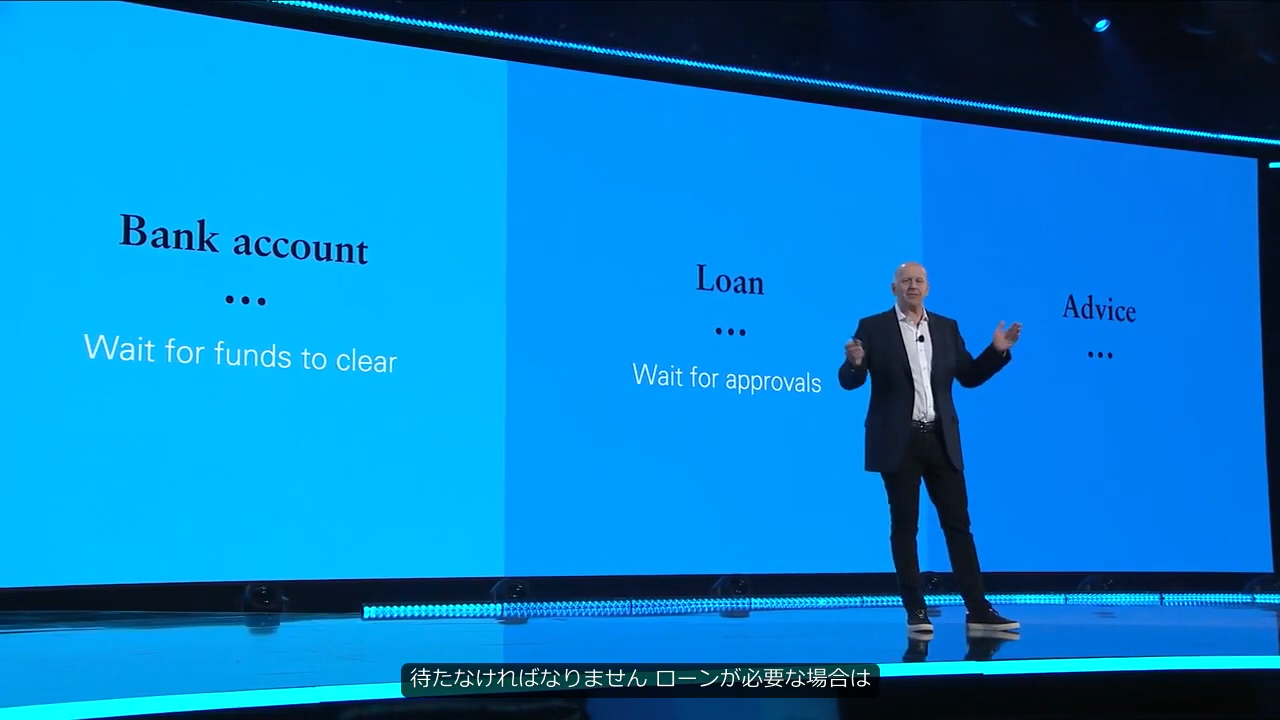 Bank account
...
Wait for funds to clear
Loan
...
Wait for approvals
Advice
...
待たなければなりません ローンが必要な場合は